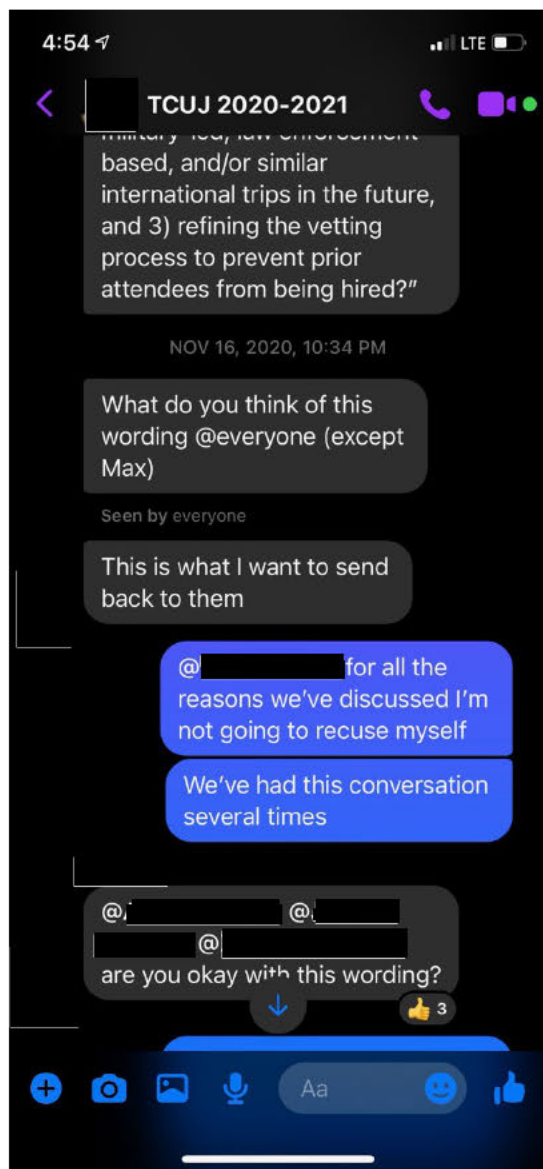 4:54
LTE
TCUJ 2020-2021
military-led, law enforcement
based, and/or similar
international trips in the future,
and 3) refining the vetting
process to prevent prior
attendees from being hired?”
NOV 16, 2020, 10:34 PM
What do you think of this
wording @everyone (except
Max)
Seen by everyone
This is what I want to send
back to them
@ for all the
reasons we’ve discussed I’m
not going to recuse myself
We’ve had this conversation
several times
@ @
@
are you okay with this wording?
3
Aa